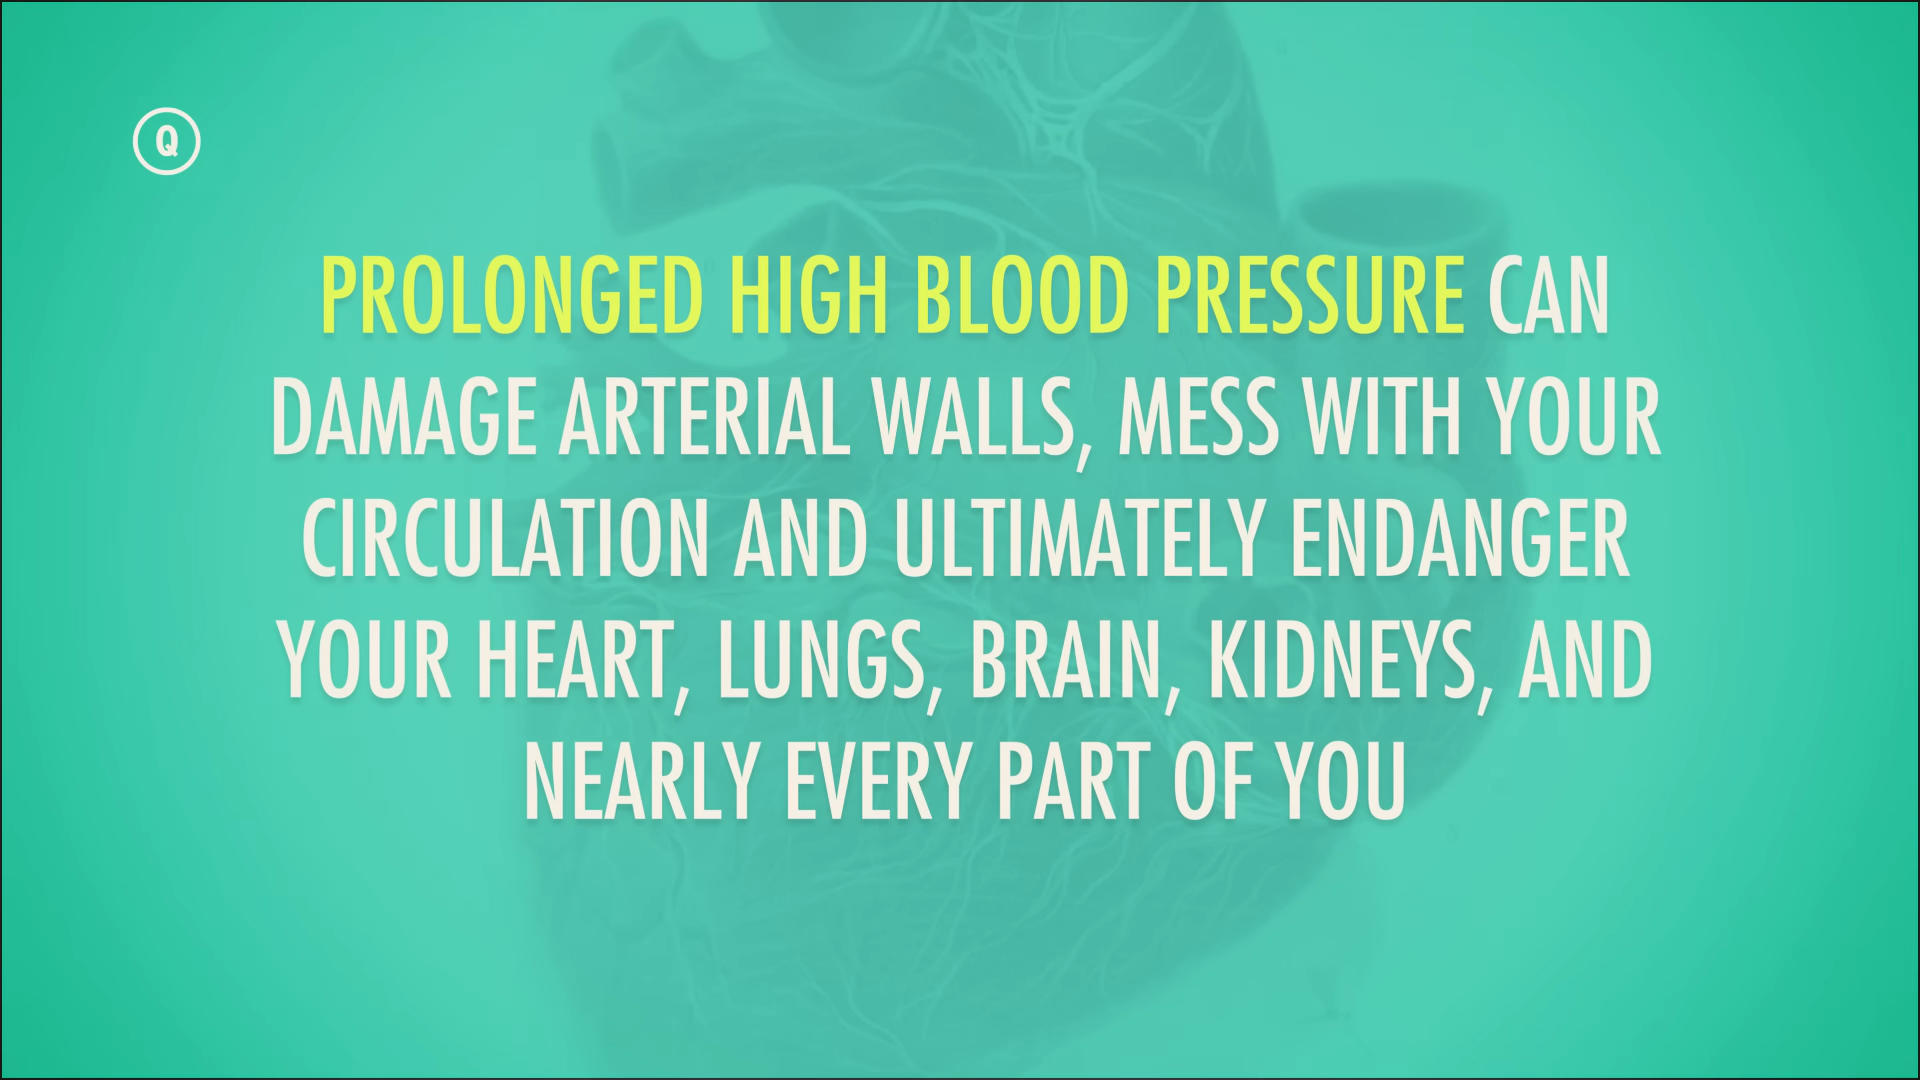 Q
PROLONGED HIGH BLOOD PRESSURE CAN
DAMAGE ARTERIAL WALLS, MESS WITH YOUR
CIRCULATION AND ULTIMATELY ENDANGER
YOUR HEART, LUNGS, BRAIN, KIDNEYS, AND
NEARLY EVERY PART OF YOU